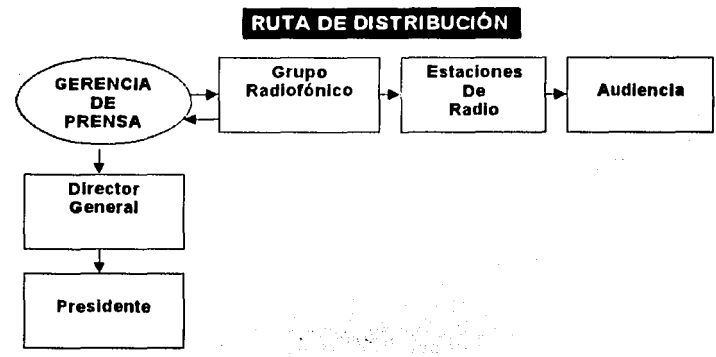 RUTA DE DISTRIBUCIÓN
GERENCIA
DE
PRENSA
Grupo
Radiofónico
Estaciones
De
Radio
Audiencia
Director
General
Presidente